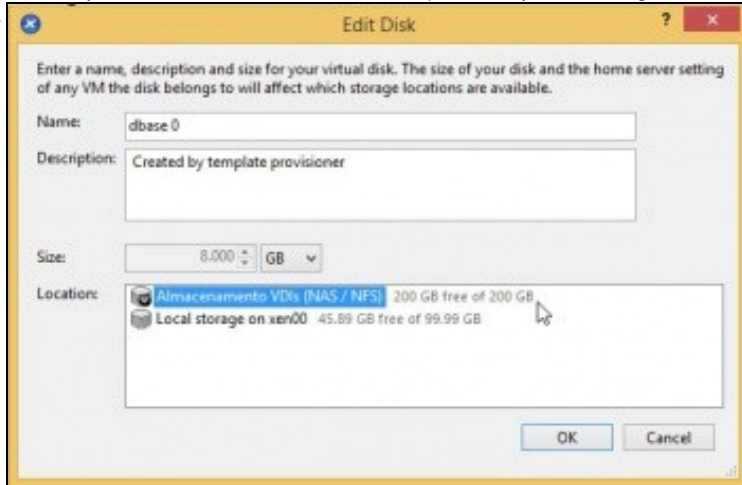 Edit Disk
?
Enter a name, description and size for your virtual disk. The size of your disk and the home server setting
of any VM the disk belongs to will affect which storage locations are available.
Name: dbase 0
Description: Created by template provisioner
Size: 8.000 GB
Location: Almacenamento VDIs (NAS / NFS) 200 GB free of 200 GB
Local storage on xen00 45.89 GB free of 99.99 GB
OK Cancel